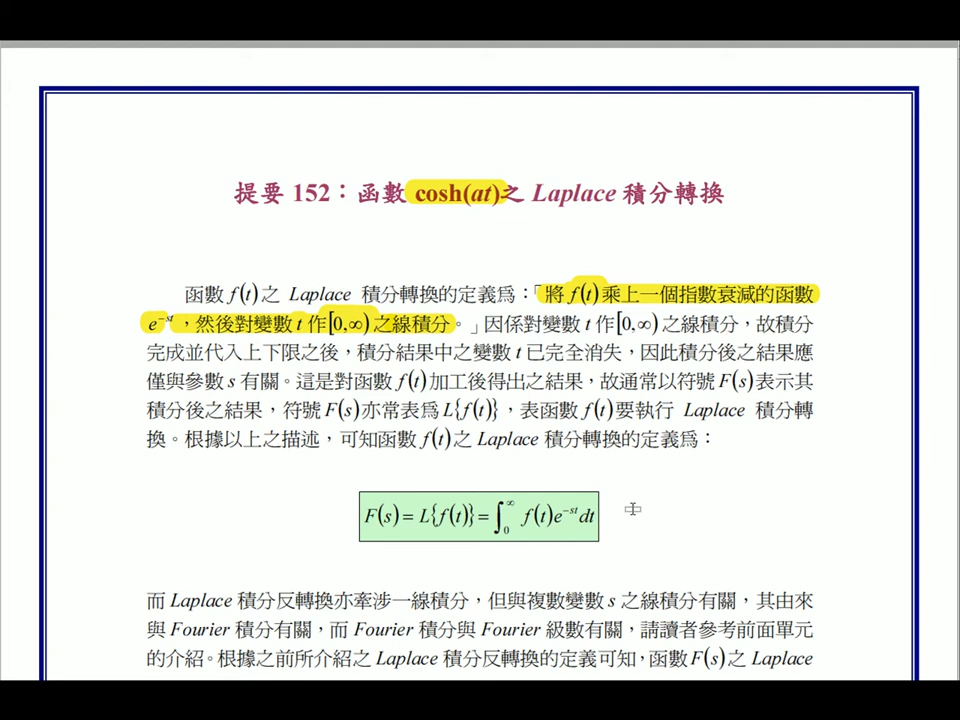 提要 152：函數 cosh(at)之 Laplace 積分轉換
函數 f(t) 之 Laplace 積分轉換的定義為：「將 f(t) 乘上一個指數衰減的函數
e^{-st}，然後對變數 t 作 [0,∞) 之線積分。」因係對變數 t 作 [0,∞) 之線積分，故積分
完成並代入上下限之後，積分結果中之變數 t 已完全消失，因此積分後之結果應
僅與參數 s 有關。這是對函數 f(t) 加工後得出之結果，故通常以符號 F(s) 表示其
積分後之結果，符號 F(s) 亦常表為 L{f(t)}，表函數 f(t) 要執行 Laplace 積分轉
換。根據以上之描述，可知函數 f(t) 之 Laplace 積分轉換的定義為：
F(s) = L{f(t)} = ∫_0^∞ f(t)e^{-st}dt
而 Laplace 積分反轉換亦牽涉一線積分，但與複數變數 s 之線積分有關，其由來
與 Fourier 積分有關，而 Fourier 積分與 Fourier 級數有關，請讀者參考前面單元
的介紹。根據之前所介紹之 Laplace 積分反轉換的定義可知，函數 F(s) 之 Laplace